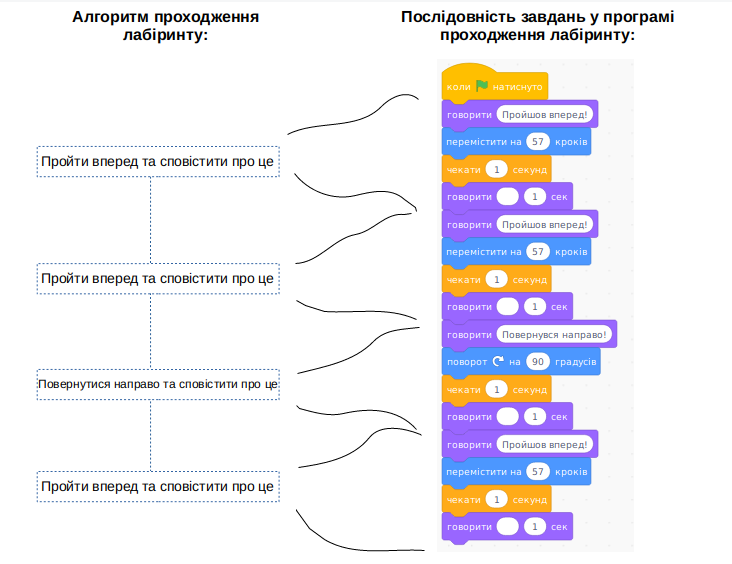 Алгоритм проходження
лабіринту:
Пройти вперед та сповістити про це
Пройти вперед та сповістити про це
Повернутися направо та сповістити про це
Пройти вперед та сповістити про це
Послідовність завдань у програмі
проходження лабіринту:
коли натиснуто
говорити Пройшов вперед!
перемістити на 57 кроків
чекати 1 секунд
говорити 1 сек
говорити Пройшов вперед!
перемістити на 57 кроків
чекати 1 секунд
говорити 1 сек
говорити Повернувся направо!
поворот на 90 градусів
чекати 1 секунд
говорити 1 сек
говорити Пройшов вперед!
перемістити на 57 кроків
чекати 1 секунд
говорити 1 сек